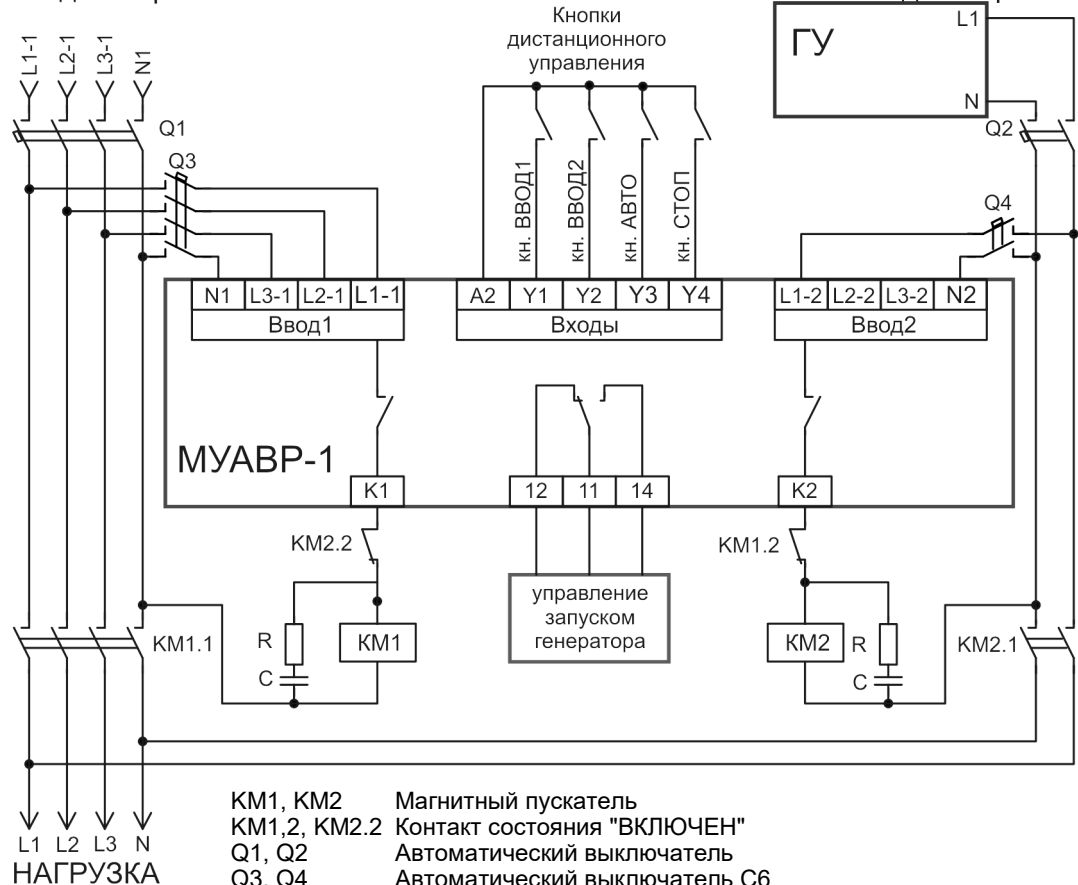 Кнопки
дистанционного
управления
L1-1
L2-1
L3-1
N1
ГУ
L1
N
Q1
Q2
Q3
Q4
кн. ВВОД1
кн. ВВОД2
кн. АВТО
кн. СТОП
N1 L3-1 L2-1 L1-1
Ввод1
A2 Y1 Y2 Y3 Y4
Входы
L1-2 L2-2 L3-2 N2
Ввод2
МУАВР-1
K1
12 11 14
K2
KM2.2
KM1.2
управление
запуском
генератора
KM1.1
R
C
KM1
KM2
R
C
KM2.1
L1 L2 L3 N
НАГРУЗКА
KM1, KM2 Магнитный пускатель
KM1,2, KM2.2 Контакт состояния "ВКЛЮЧЕН"
Q1, Q2 Автоматический выключатель
Q3, Q4 Автоматический выключатель C6